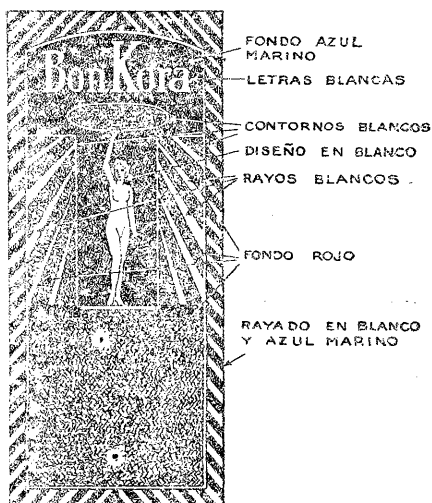 BonKora
FONDO AZUL
MARINO
LETRAS BLANCAS
CONTORNOS BLANCOS
DISEÑO EN BLANCO
RAYOS BLANCOS
FONDO ROJO
RAYADO EN BLANCO
Y AZUL MARINO